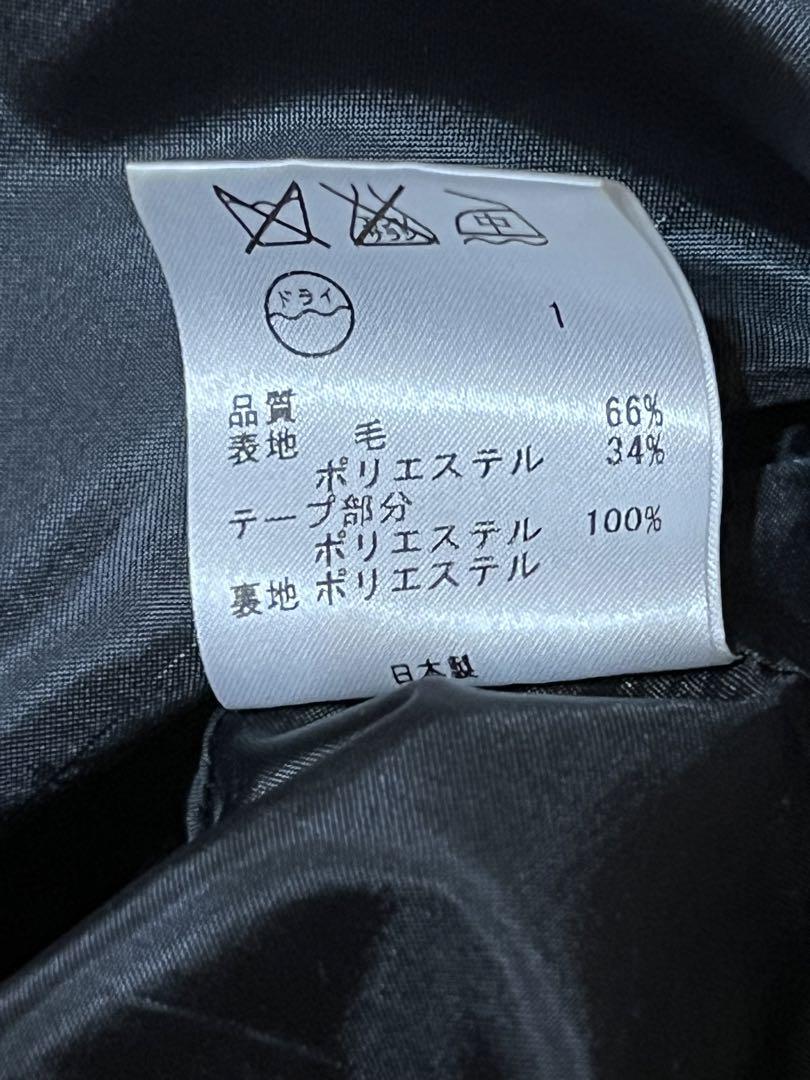 中
ドライ
1
品質
表地 毛 66%
ポリエステル 34%
テープ部分
ポリエステル 100%
裏地 ポリエステル
日本製